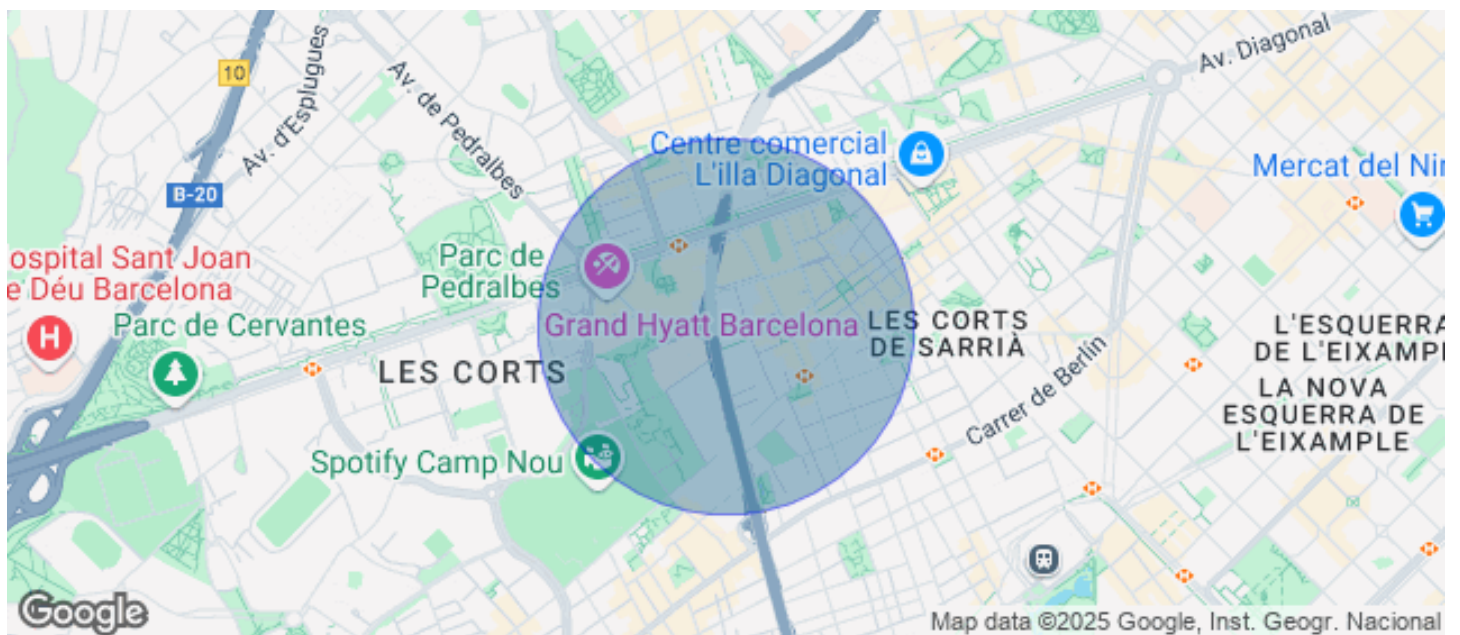 Av. Diagonal
Av. d'Esplugues
10
Av. de Pedralbes
Centre comercial
L'illa Diagonal
Mercat del Nin
B-20
ospital Sant Joan
e Déu Barcelona
H
Parc de
Pedralbes
Parc de Cervantes
Grand Hyatt Barcelona
LES CORTS
DE SARRIÀ
L'ESQUERRA
DE L'EIXAMPL
LES CORTS
Carrer de Berlín
LA NOVA
ESQUERRA DE
L'EIXAMPLE
Spotify Camp Nou
Google
Map data ©2025 Google, Inst. Geogr. Nacional